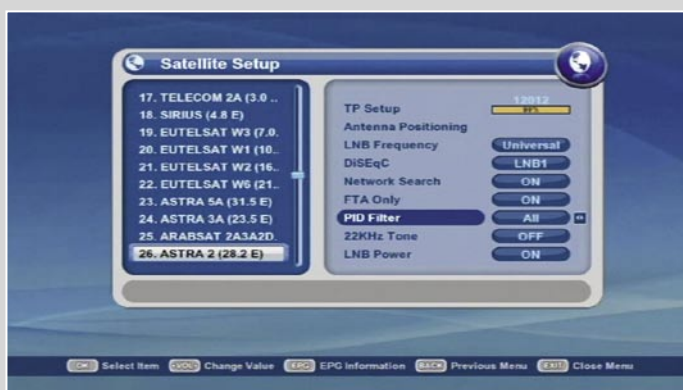 Satellite Setup
17. TELECOM 2A (3.0 ..
18. SIRIUS (4.8 E)
19. EUTELSAT W3 (7.0.
20. EUTELSAT W1 (10..
21. EUTELSAT W2 (16..
22. EUTELSAT W6 (21..
23. ASTRA 5A (31.5 E)
24. ASTRA 3A (23.5 E)
25. ARABSAT 2A3A2D.
26. ASTRA 2 (28.2 E)
12012
TP Setup
Antenna Positioning
LNB Frequency Universal
DiSEqC LNB1
Network Search ON
FTA Only ON
PID Filter All
22KHz Tone OFF
LNB Power ON
OK Select Item VOL Change Value EPG EPG Information BACK Previous Menu EXIT Close Menu